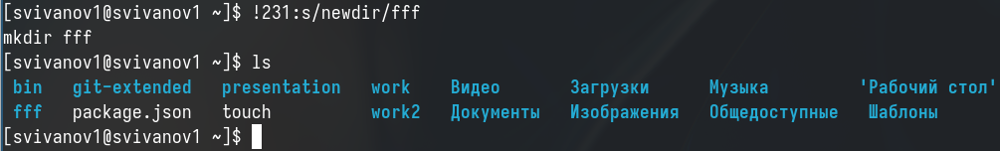 [svivanov1@svivanov1 ~]$ !231:s/newdir/fff
mkdir fff
[svivanov1@svivanov1 ~]$ ls
bin git-extended presentation work Видео Загрузки Музыка 'Рабочий стол'
fff package.json touch work2 Документы Изображения Общедоступные Шаблоны
[svivanov1@svivanov1 ~]$